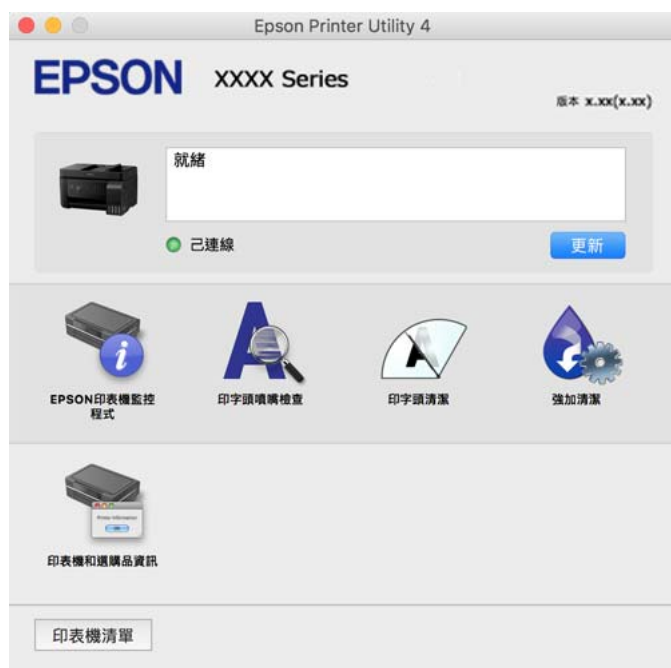 Epson Printer Utility 4
EPSON XXXX Series
版本 x.xx(x.xx)
就緒
己連線
更新
EPSON印表機監控
程式
印字頭噴嘴檢查
印字頭清潔
強加清潔
印表和選購品資訊
印表機清單